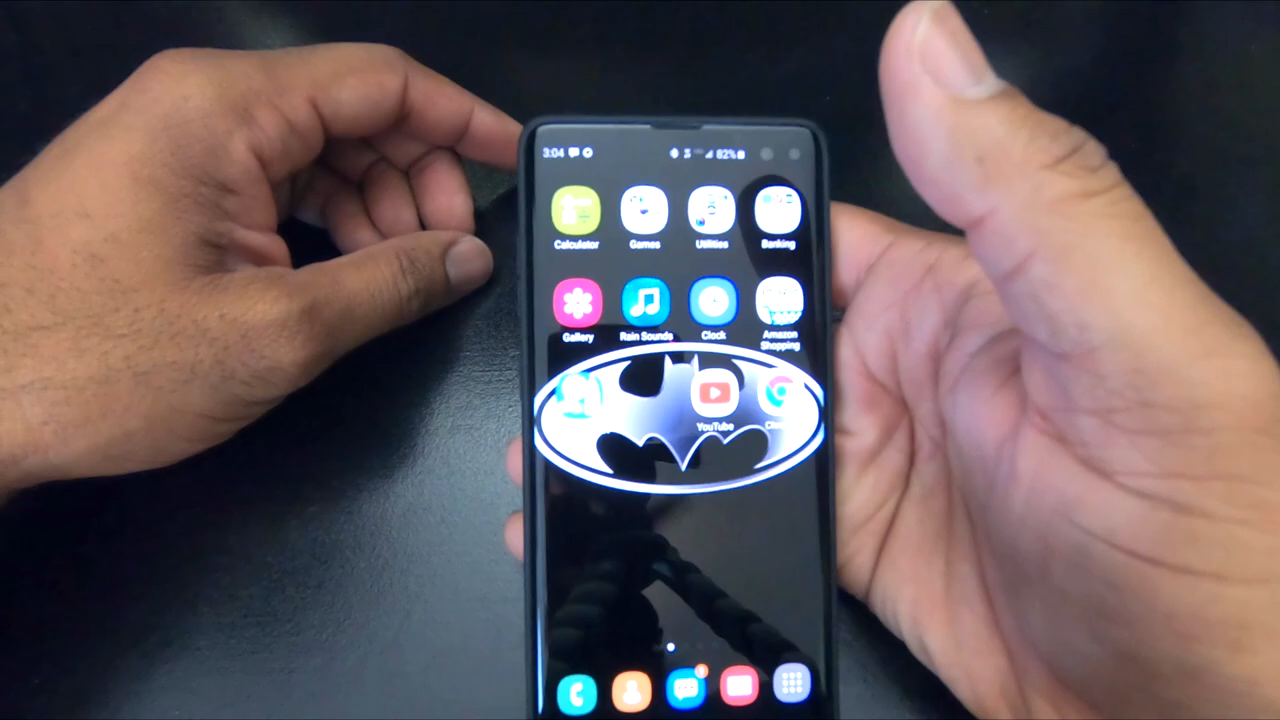 3:04 82%
Calculator Games Utilities Banking
Gallery Rain Sounds Clock Amazon
Shopping
YouTube